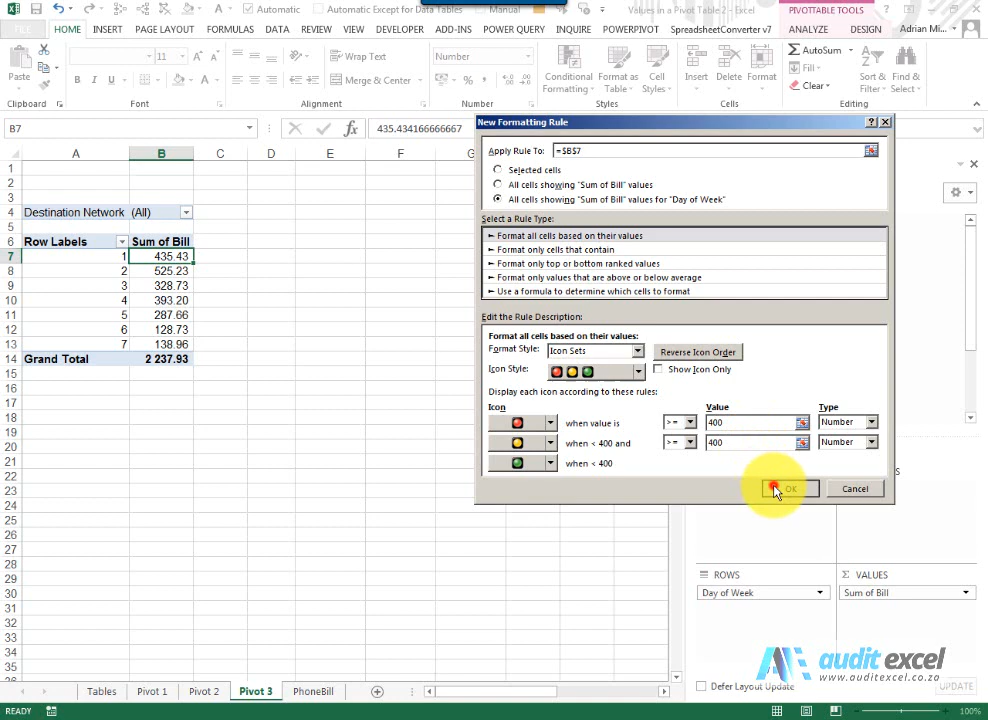 Automatic
Automatic Except for Data Tables
Manual
Values in a Pivot Table 2 - Excel
PIVOTTABLE TOOLS
FILE
HOME
INSERT
PAGE LAYOUT
FORMULAS
DATA
REVIEW
VIEW
DEVELOPER
ADD-INS
POWER QUERY
INQUIRE
POWERPIVOT
SpreadsheetConverter v7
ANALYZE
DESIGN
Adrian Mi...
Paste
11
B I U
Wrap Text
Merge & Center
Number
Conditional Formatting
Format as Table
Cell Styles
Insert
Delete
Format
AutoSum
Fill
Clear
Sort & Filter
Find & Select
Clipboard
Font
Alignment
Number
Styles
Cells
Editing
B7
fx
435.434166666667
A B C D E F G
1
2
3
4 Destination Network (All)
5
6 Row Labels Sum of Bill
7 1 435.43
8 2 525.23
9 3 328.73
10 4 393.20
11 5 287.66
12 6 128.73
13 7 138.96
14 Grand Total 2 237.93
15
16
17
18
19
20
21
22
23
24
25
26
27
28
29
30
31
32
33
34
35
New Formatting Rule
Apply Rule To: =$B$7
Selected cells
All cells showing "Sum of Bill" values
All cells showing "Sum of Bill" values for "Day of Week"
Select a Rule Type:
► Format all cells based on their values
► Format only cells that contain
► Format only top or bottom ranked values
► Format only values that are above or below average
► Use a formula to determine which cells to format
Edit the Rule Description:
Format all cells based on their values:
Format Style: Icon Sets
Reverse Icon Order
Icon Style:
Show Icon Only
Display each icon according to these rules:
Icon Value Type
when value is >= 400 Number
when < 400 and >= 400 Number
when < 400
OK
Cancel
ROWS
Day of Week
Σ VALUES
Sum of Bill
audit excel
www.auditexcel.co.za
Defer Layout Update
UPDATE
Tables
Pivot 1
Pivot 2
Pivot 3
PhoneBill
READY
100%